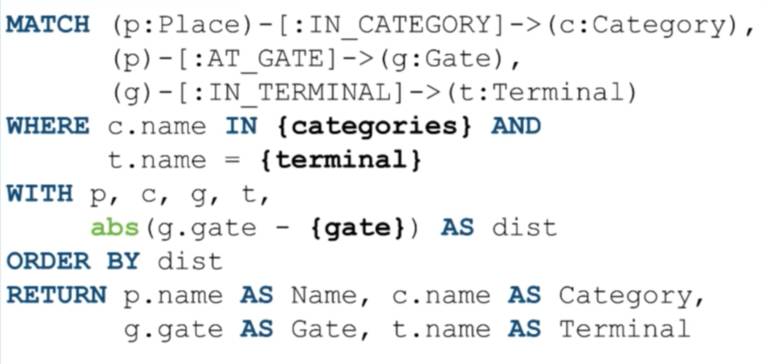 MATCH (p:Place)-[:IN_CATEGORY]->(c:Category),
(p)-[:AT_GATE]->(g:Gate),
(g)-[:IN_TERMINAL]->(t:Terminal)
WHERE c.name IN {categories} AND
t.name = {terminal}
WITH p, c, g, t,
abs(g.gate - {gate}) AS dist
ORDER BY dist
RETURN p.name AS Name, c.name AS Category,
g.gate AS Gate, t.name AS Terminal